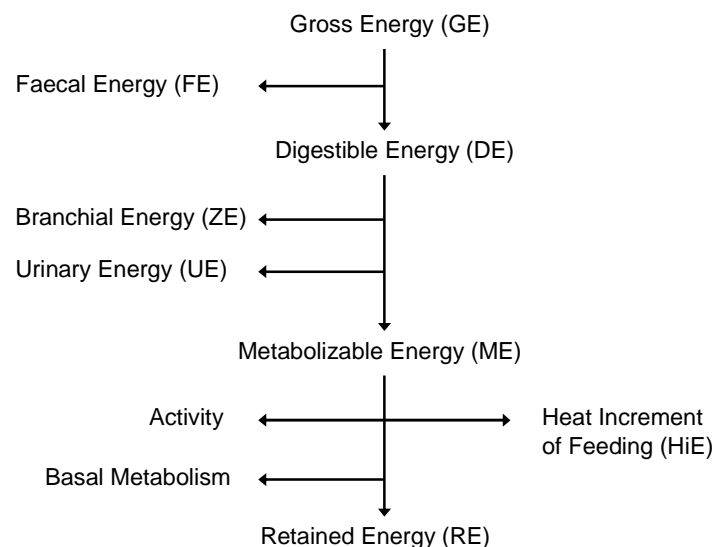 Gross Energy (GE)
Faecal Energy (FE)
Digestible Energy (DE)
Branchial Energy (ZE)
Urinary Energy (UE)
Metabolizable Energy (ME)
Activity
Heat Increment
of Feeding (HiE)
Basal Metabolism
Retained Energy (RE)